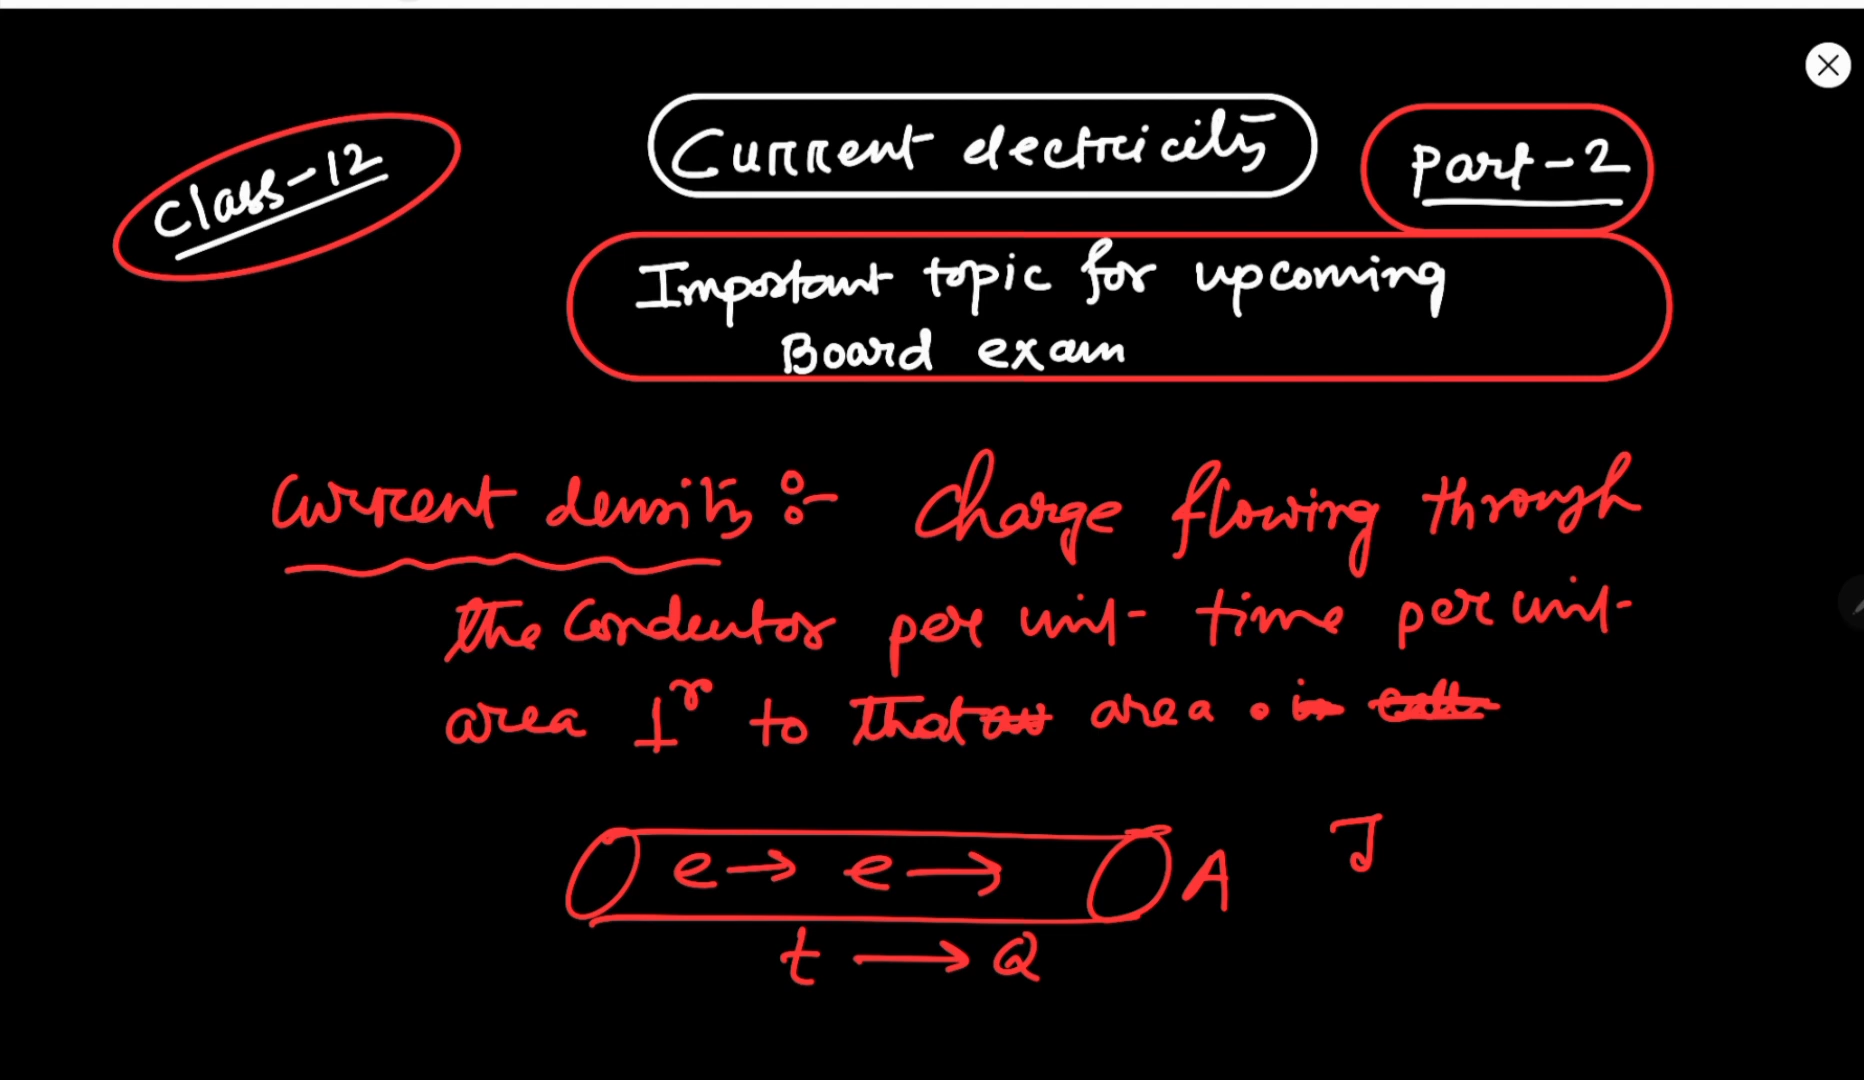 Class-12
Current electricity
Part-2
Important topic for upcoming
Board exam
Current density :- Charge flowing through
the Conductor per unit time per unit
area ⊥r to that area .
e → e → A
J
t → Q